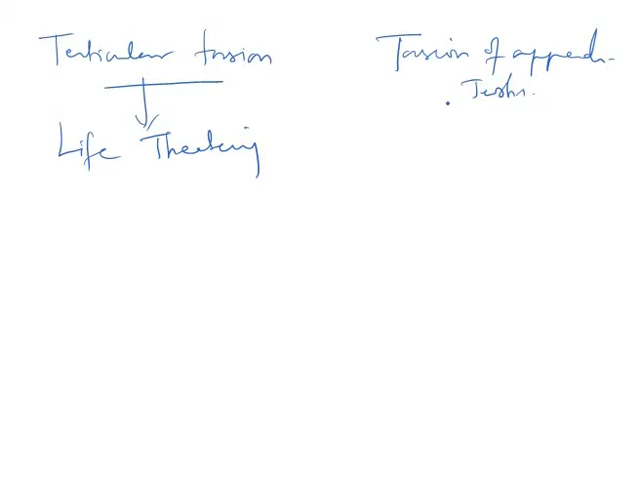 Testicular torsion
Torsion of append.
Testis.
Life Threatening